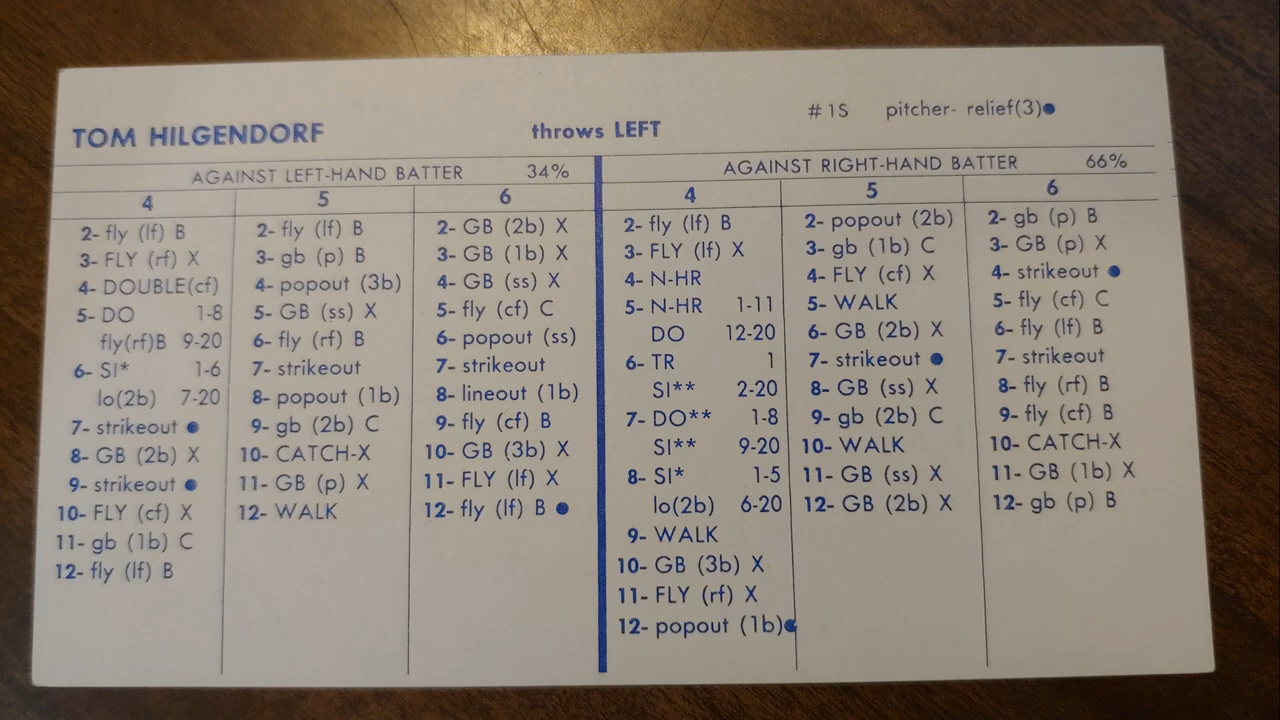 # 1S pitcher- relief(3)●
TOM HILGENDORF throws LEFT
AGAINST LEFT-HAND BATTER 34%
4 5 6
2- fly (lf) B 2- fly (lf) B 2- GB (2b) X
3- FLY (rf) X 3- gb (p) B 3- GB (1b) X
4- DOUBLE(cf) 4- popout (3b) 4- GB (ss) X
5- DO 1-8 5- GB (ss) X 5- fly (cf) C
fly(rf)B 9-20 6- fly (rf) B 6- popout (ss)
6- SI* 1-6 7- strikeout 7- strikeout
lo(2b) 7-20 8- popout (1b) 8- lineout (1b)
7- strikeout ● 9- gb (2b) C 9- fly (cf) B
8- GB (2b) X 10- CATCH-X 10- GB (3b) X
9- strikeout ● 11- GB (p) X 11- FLY (lf) X
10- FLY (cf) X 12- WALK 12- fly (lf) B ●
11- gb (1b) C
12- fly (lf) B
AGAINST RIGHT-HAND BATTER 66%
4 5 6
2- fly (lf) B 2- popout (2b) 2- gb (p) B
3- FLY (lf) X 3- gb (1b) C 3- GB (p) X
4- N-HR 4- FLY (cf) X 4- strikeout ●
5- N-HR 1-11 5- WALK 5- fly (cf) C
DO 12-20 6- GB (2b) X 6- fly (lf) B
6- TR 1 7- strikeout ● 7- strikeout
SI** 2-20 8- GB (ss) X 8- fly (rf) B
7- DO** 1-8 9- gb (2b) C 9- fly (cf) B
SI** 9-20 10- WALK 10- CATCH-X
8- SI* 1-5 11- GB (ss) X 11- GB (1b) X
lo(2b) 6-20 12- GB (2b) X 12- gb (p) B
9- WALK
10- GB (3b) X
11- FLY (rf) X
12- popout (1b)●